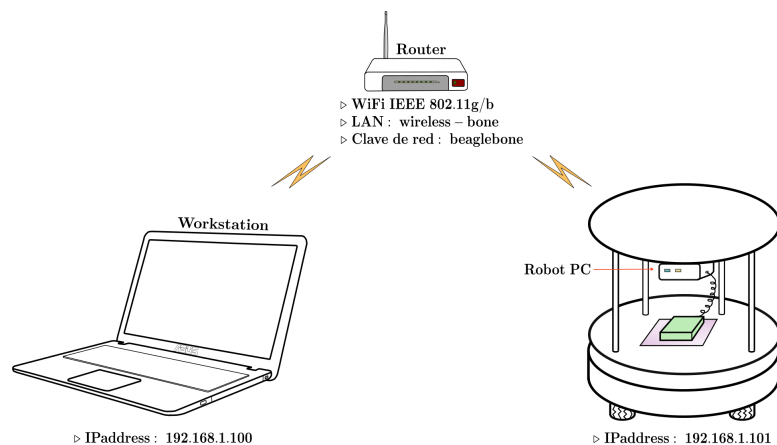 Router
▷ WiFi IEEE 802.11g/b
▷ LAN : wireless – bone
▷ Clave de red : beaglebone
Workstation
Robot PC
▷ IPaddress : 192.168.1.100
▷ IPaddress : 192.168.1.101